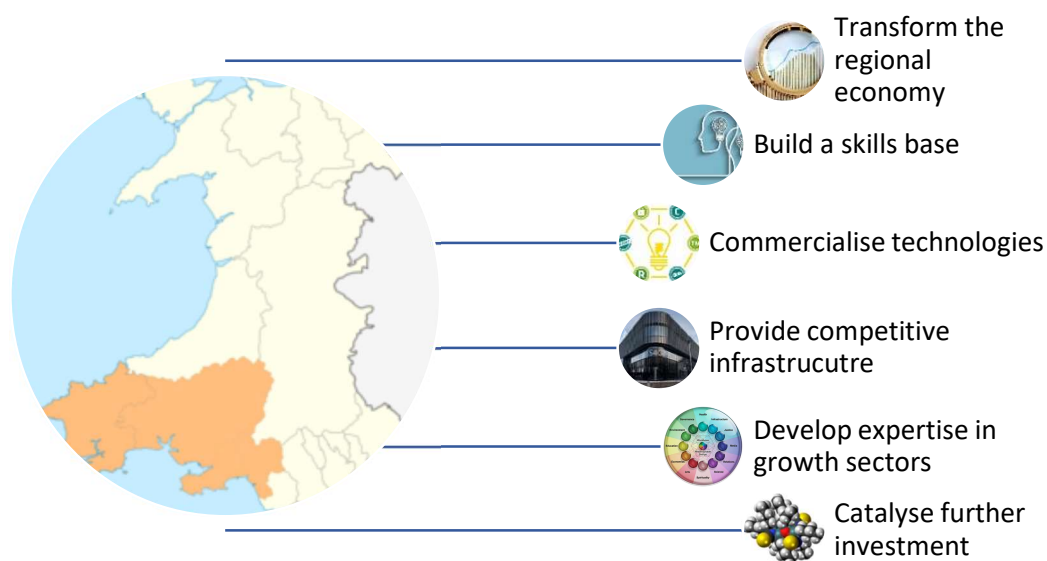 Transform the
regional
economy
Build a skills base
Commercialise technologies
Provide competitive
infrastrucutre
Develop expertise in
growth sectors
Catalyse further
investment